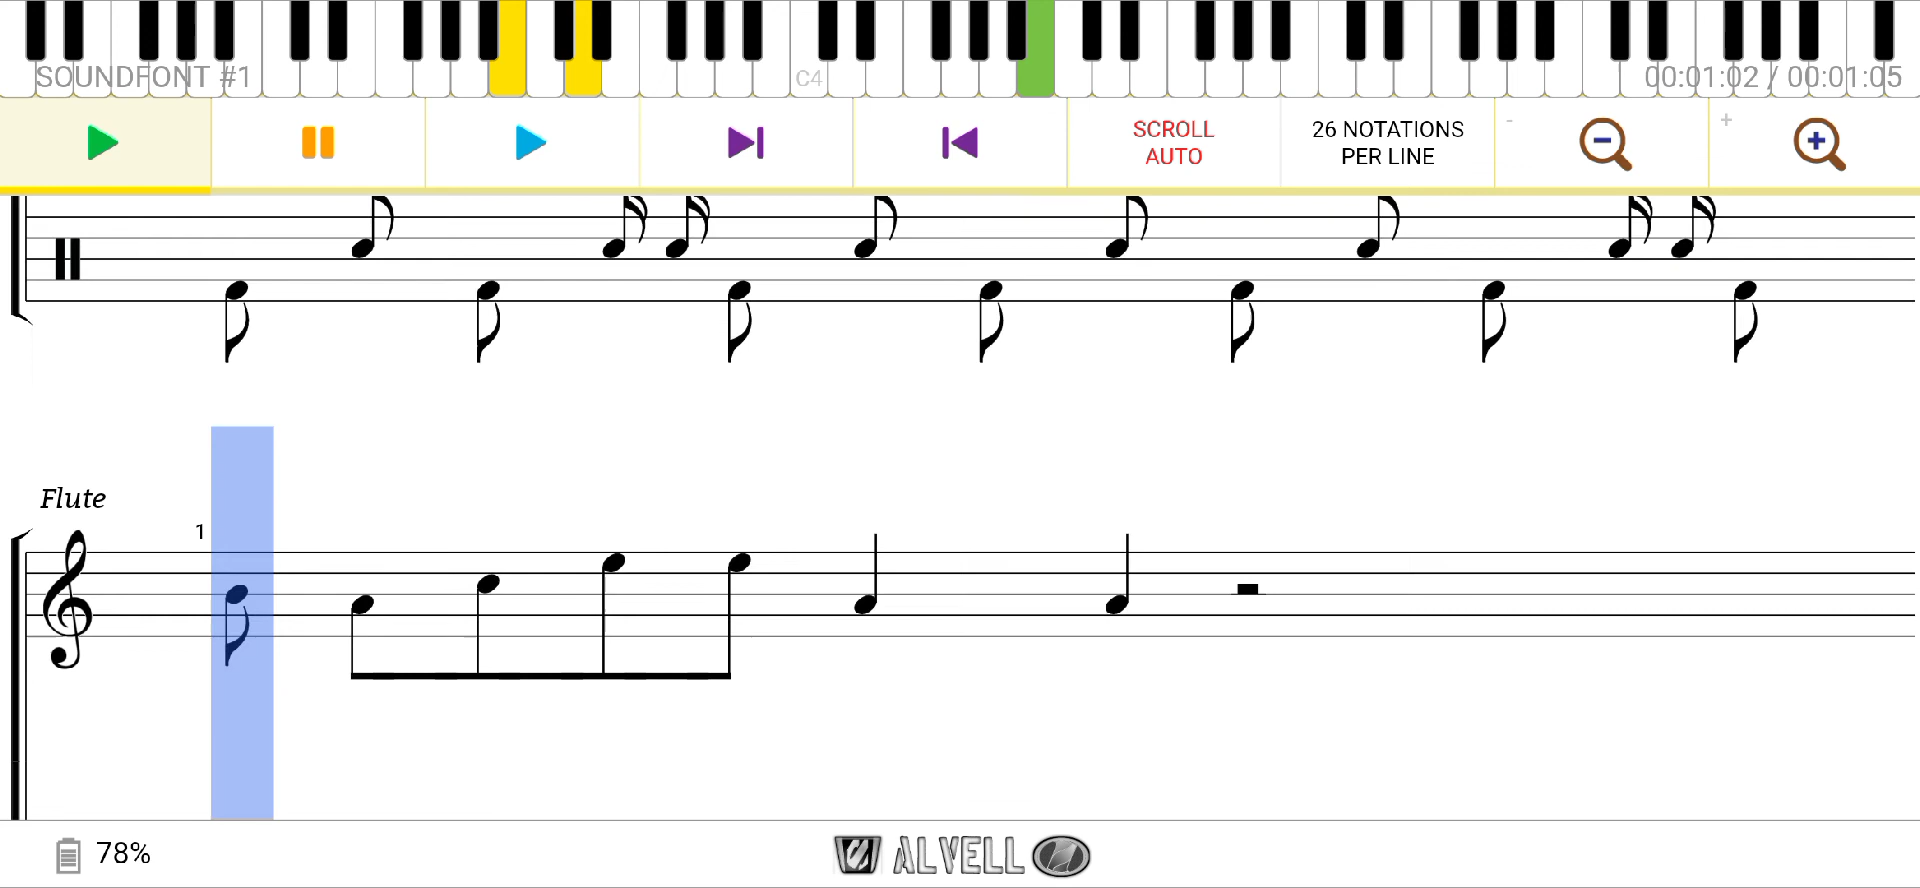 SOUNDFONT #1
C4
00:01:02 / 00:01:05
SCROLL
AUTO
26 NOTATIONS
PER LINE
-
+
Flute
1
78%
ALVELL